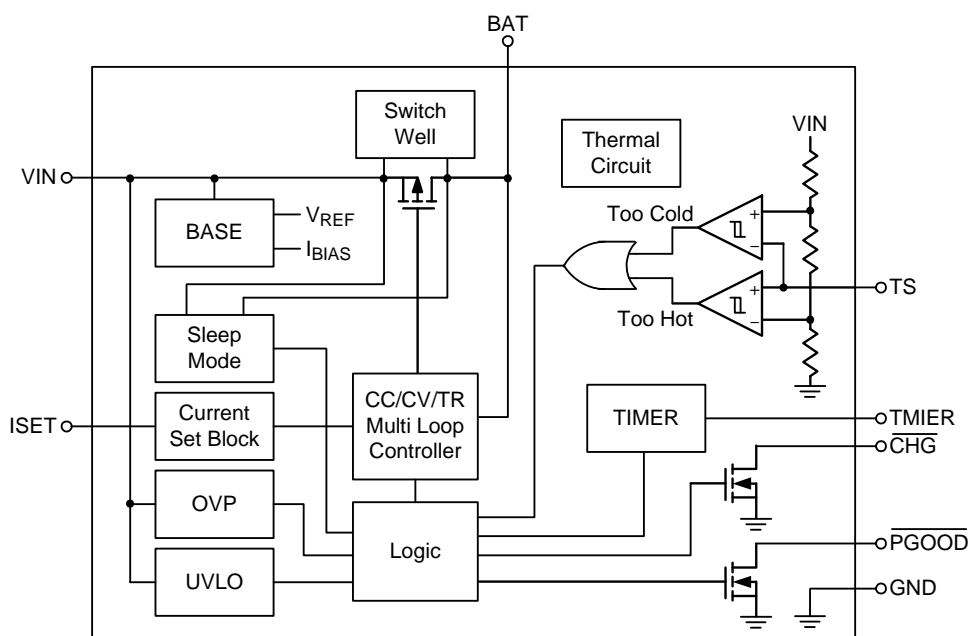 BAT
Switch
Well
Thermal
Circuit
VIN
VIN
Too Cold
+
−
BASE
VREF
IBIAS
TS
+
−
Too Hot
Sleep
Mode
CC/CV/TR
Multi Loop
Controller
TIMER
TMIER
ISET
Current
Set Block
CHG
OVP
Logic
PGOOD
UVLO
GND